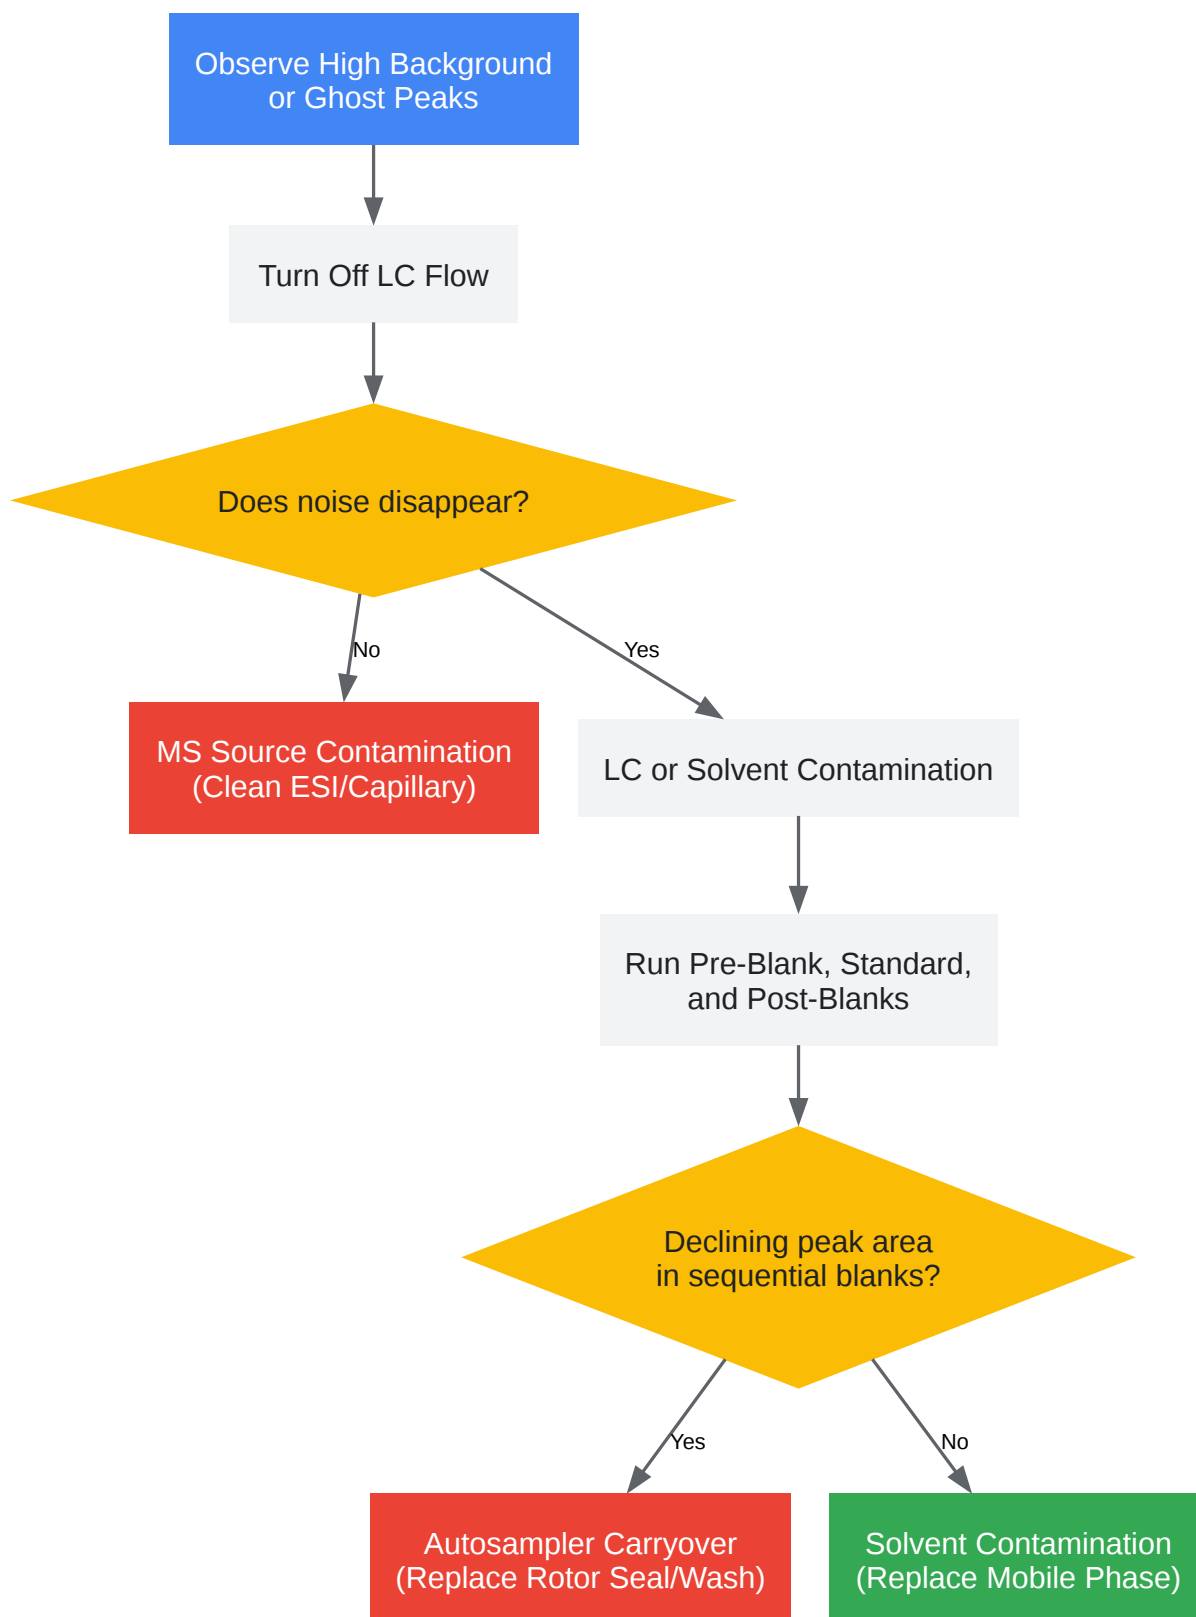 Observe High Background
or Ghost Peaks
Turn Off LC Flow
Does noise disappear?
No
Yes
MS Source Contamination
(Clean ESI/Capillary)
LC or Solvent Contamination
Run Pre-Blank, Standard,
and Post-Blanks
Declining peak area
in sequential blanks?
Yes
No
Autosampler Carryover
(Replace Rotor Seal/Wash)
Solvent Contamination
(Replace Mobile Phase)